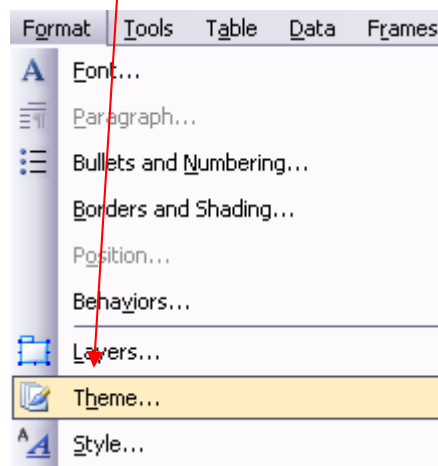 Format Tools Table Data Frames
Font...
Paragraph...
Bullets and Numbering...
Borders and Shading...
Position...
Behaviors...
Layers...
Theme...
Style...